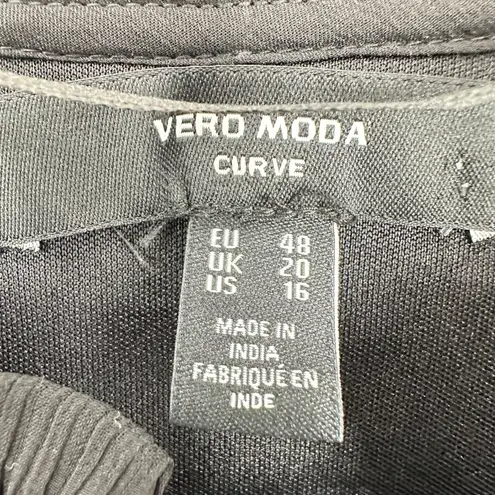 VERO MODA
CURVE
EU 48
UK 20
US 16
MADE IN
INDIA
FABRIQUÉ EN
INDE